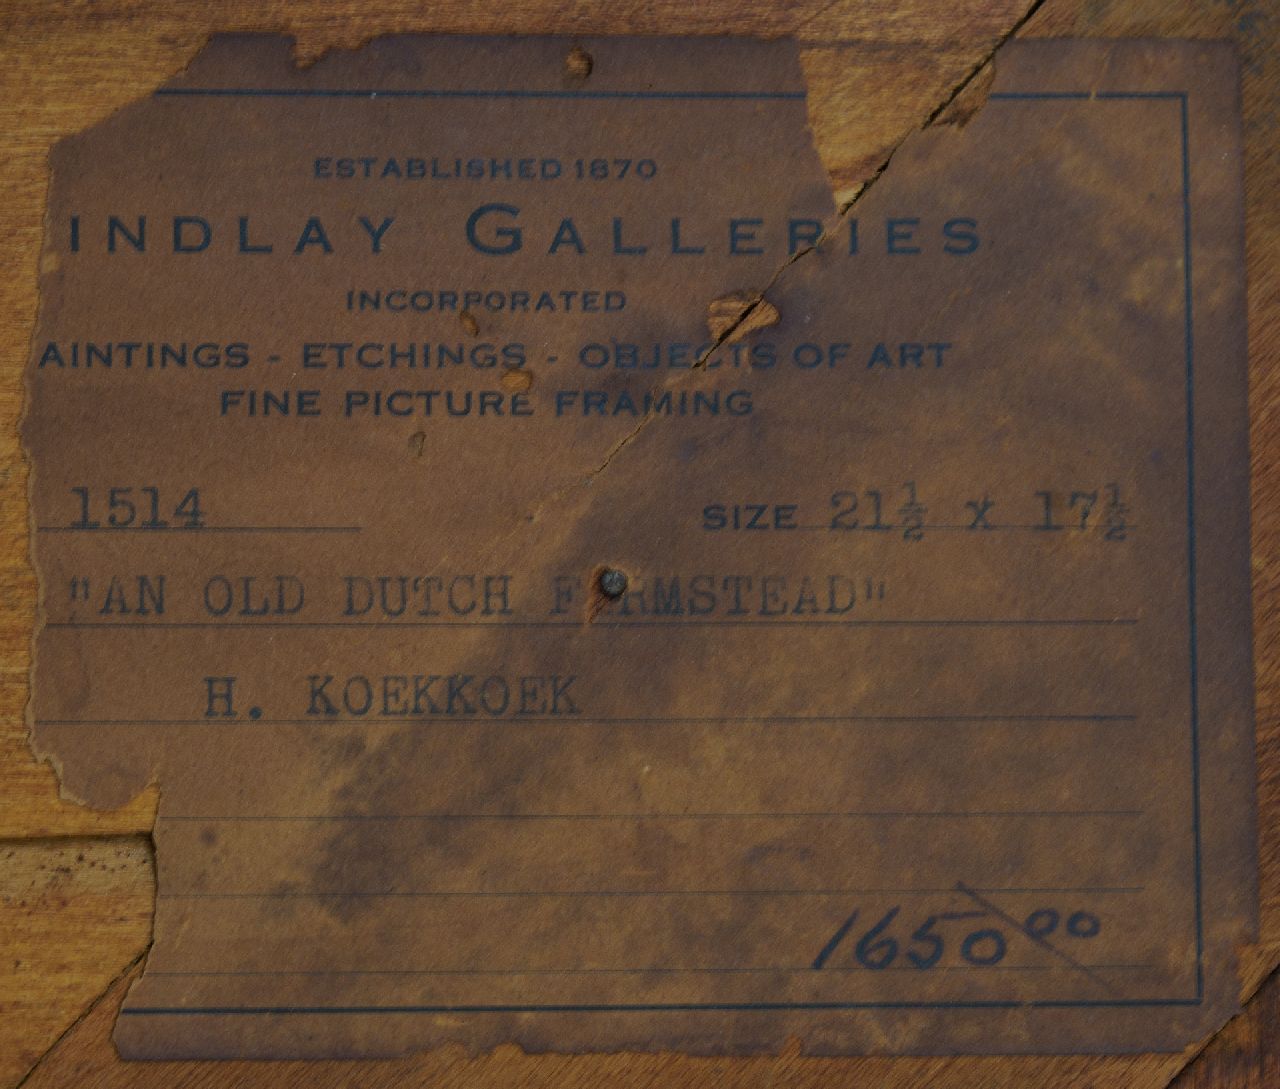 ESTABLISHED 1870
INDLAY GALLERIES
INCORPORATED
AINTINGS - ETCHINGS - OBJECTS OF ART
FINE PICTURE FRAMING
1514 SIZE 21½ x 17½
"AN OLD DUTCH F RMSTEAD"
H. KOEKKOEK
1650 00